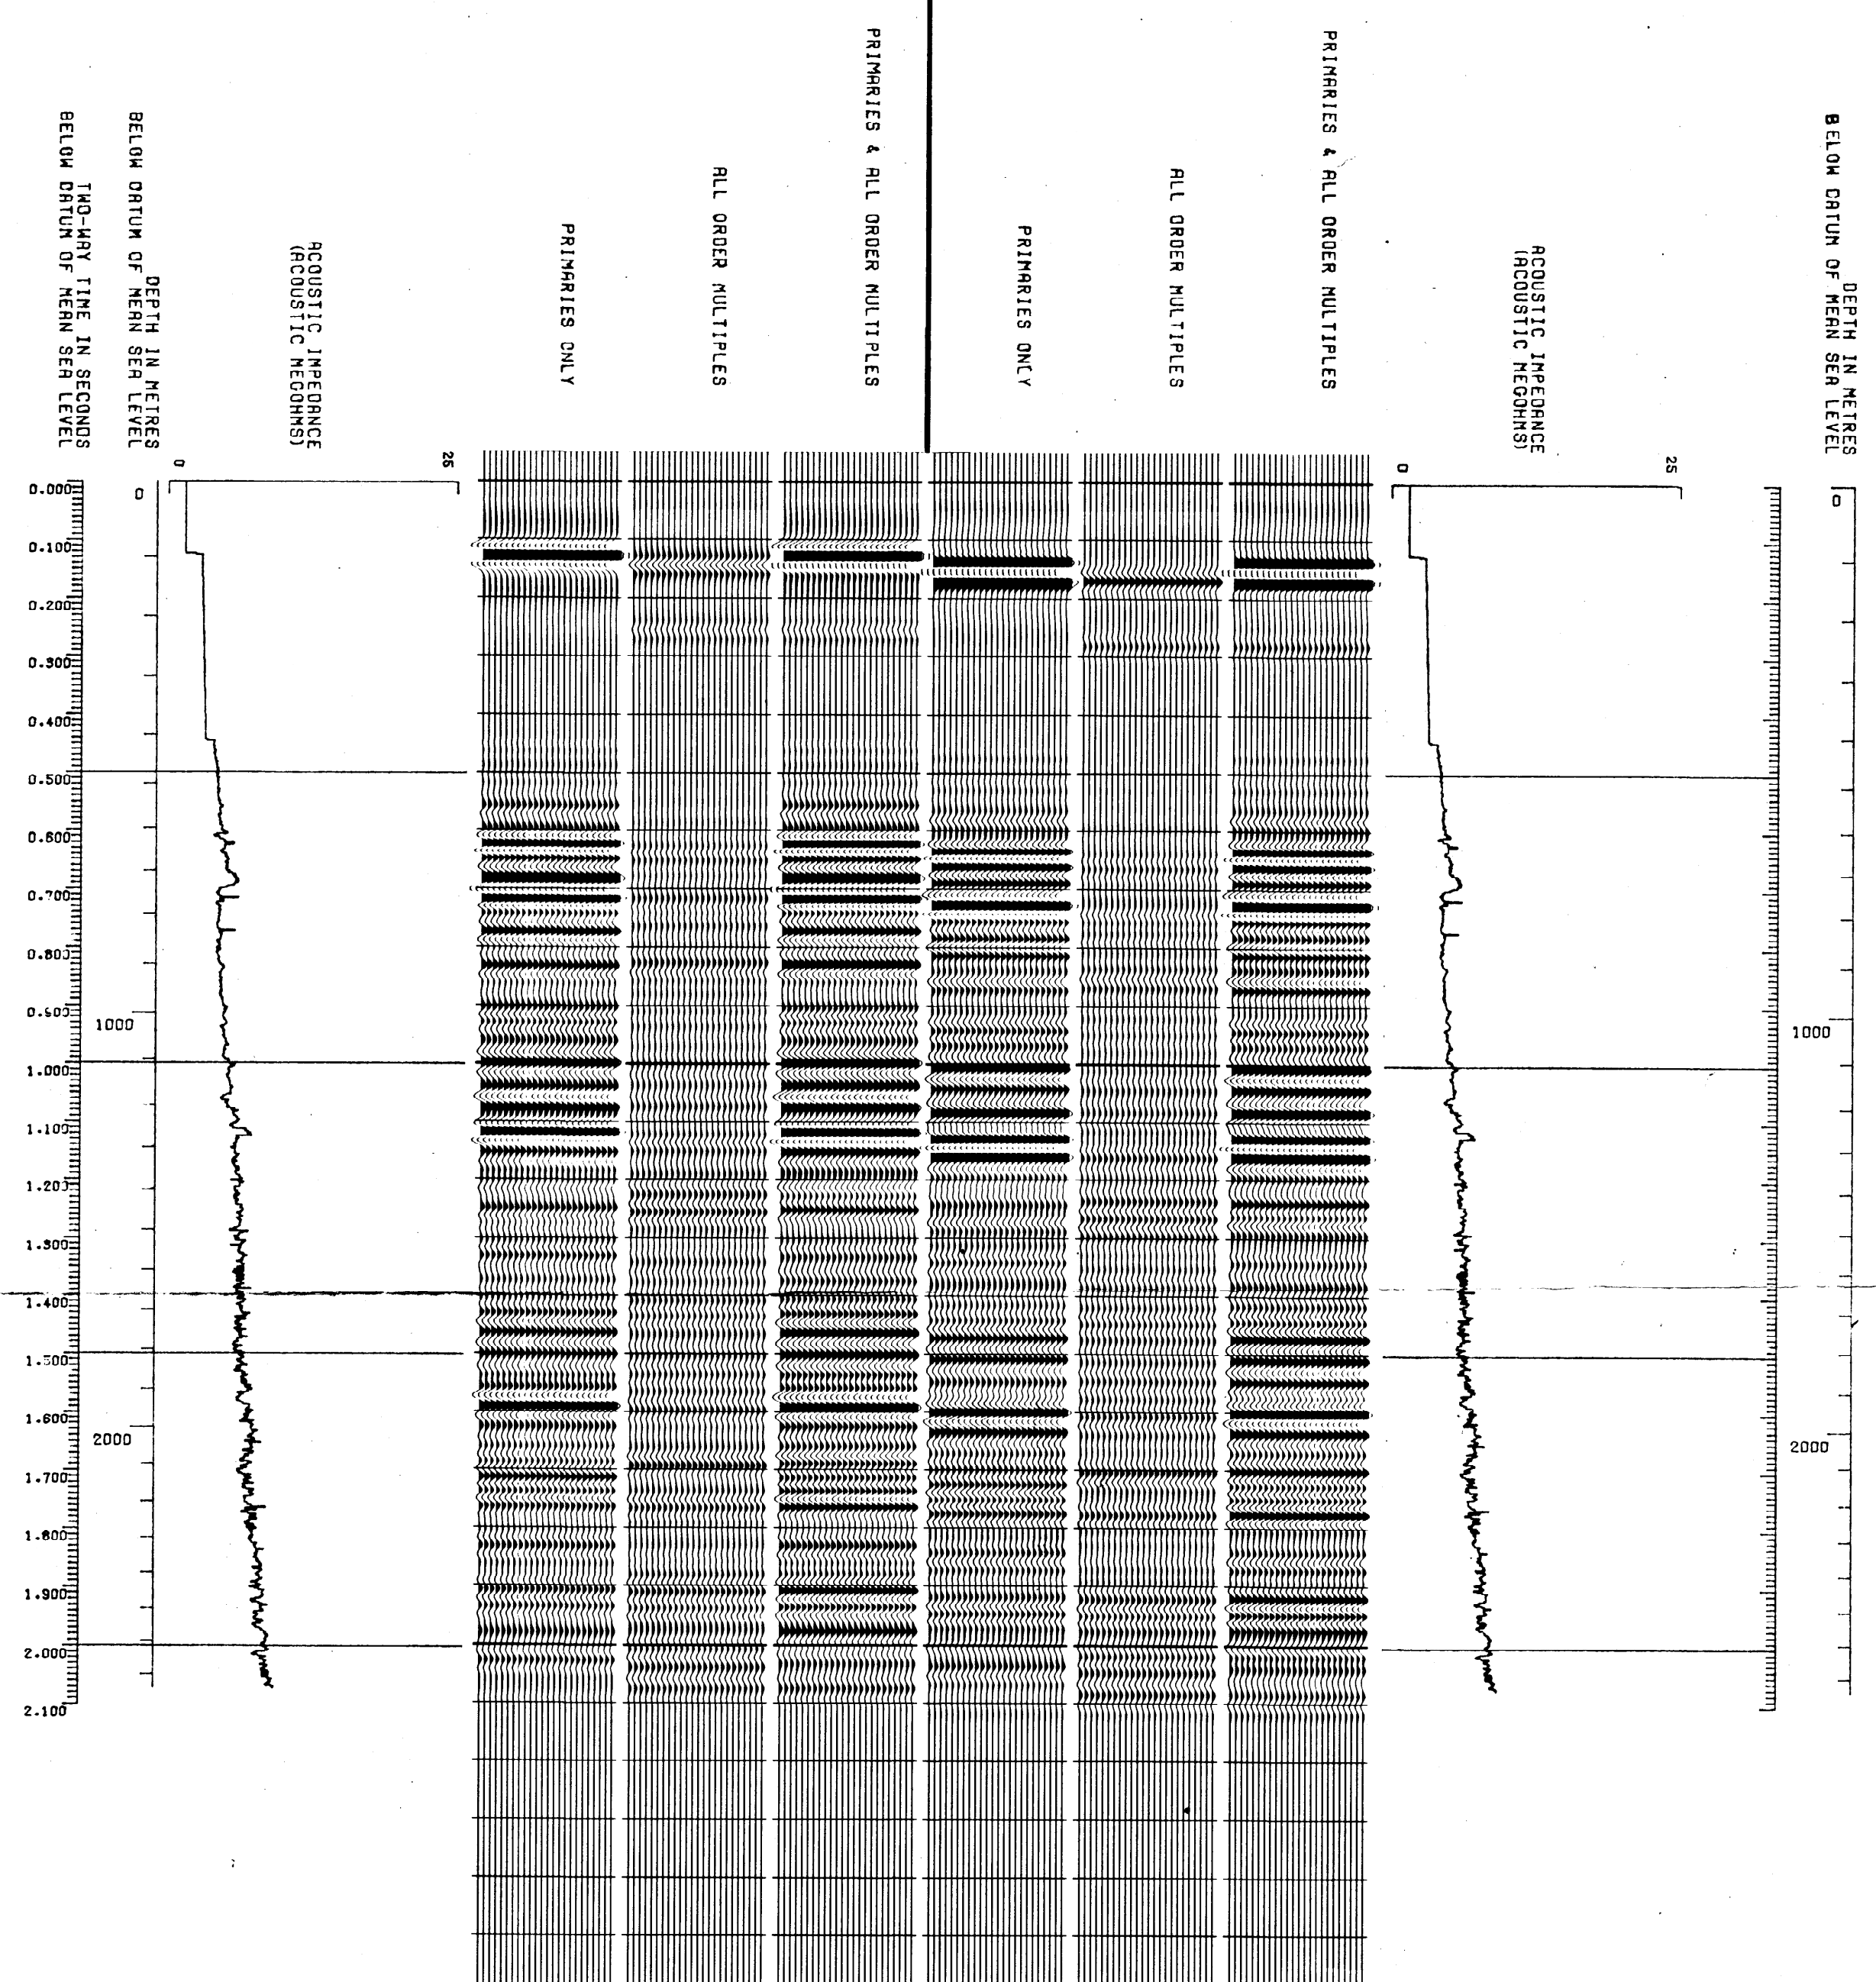 BELOW DATUM OF MEAN SEA LEVEL
TWO-WAY TIME IN SECONDS
BELOW DATUM OF MEAN SEA LEVEL
DEPTH IN METRES
ACOUSTIC IMPEDANCE
(ACOUSTIC MEGOHMS)
PRIMARIES ONLY
ALL ORDER MULTIPLES
PRIMARIES & ALL ORDER MULTIPLES
PRIMARIES ONLY
ALL ORDER MULTIPLES
PRIMARIES & ALL ORDER MULTIPLES
ACOUSTIC IMPEDANCE
(ACOUSTIC MEGOHMS)
BELOW DATUM OF MEAN SEA LEVEL
DEPTH IN METRES
0
25
0
25
0
0
0.000
0.100
0.200
0.300
0.400
0.500
0.600
0.700
0.800
0.900
1000
1000
1.000
1.100
1.200
1.300
1.400
1.500
1.600
2000
2000
1.700
1.800
1.900
2.000
2.100